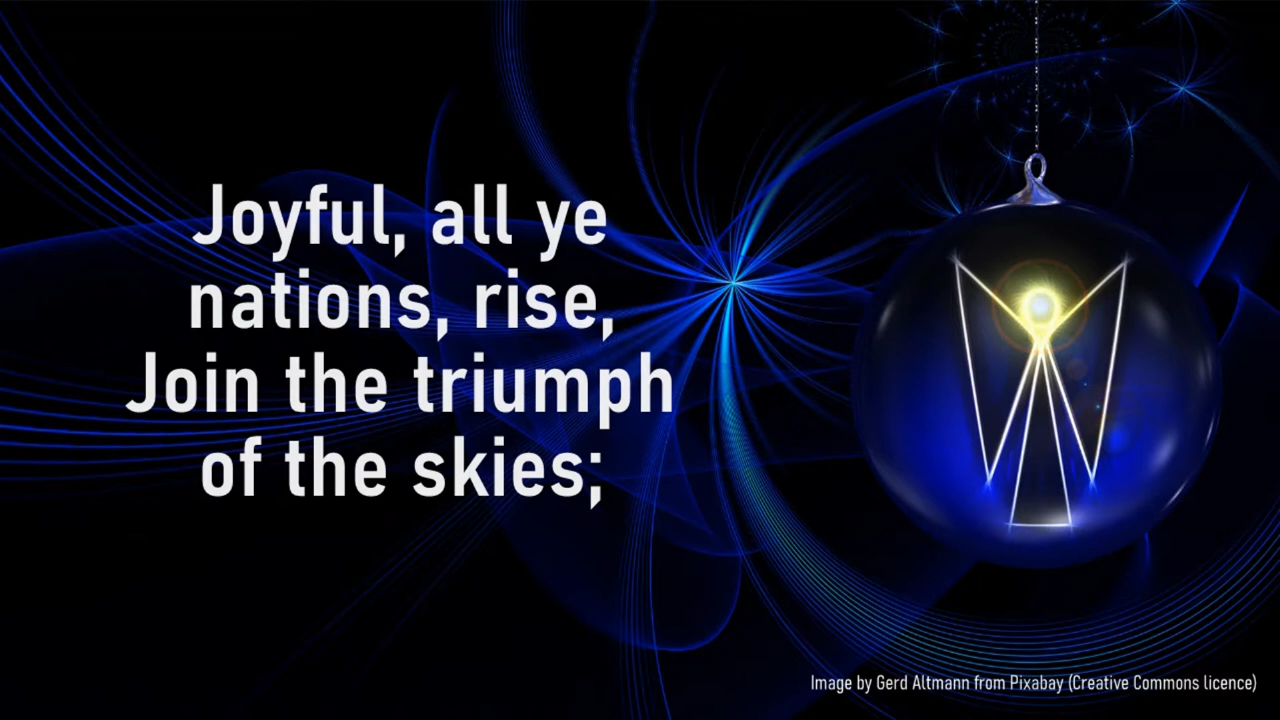 Joyful, all ye
nations, rise,
Join the triumph
of the skies;
Image by Gerd Altmann from Pixabay (Creative Commons licence)